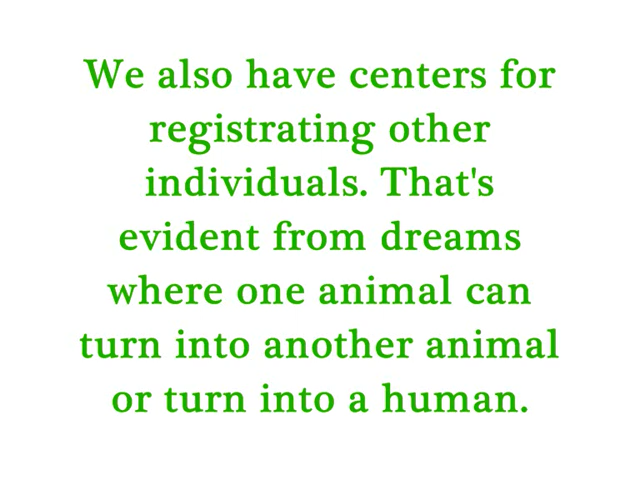 We also have centers for
registrating other
individuals. That's
evident from dreams
where one animal can
turn into another animal
or turn into a human.